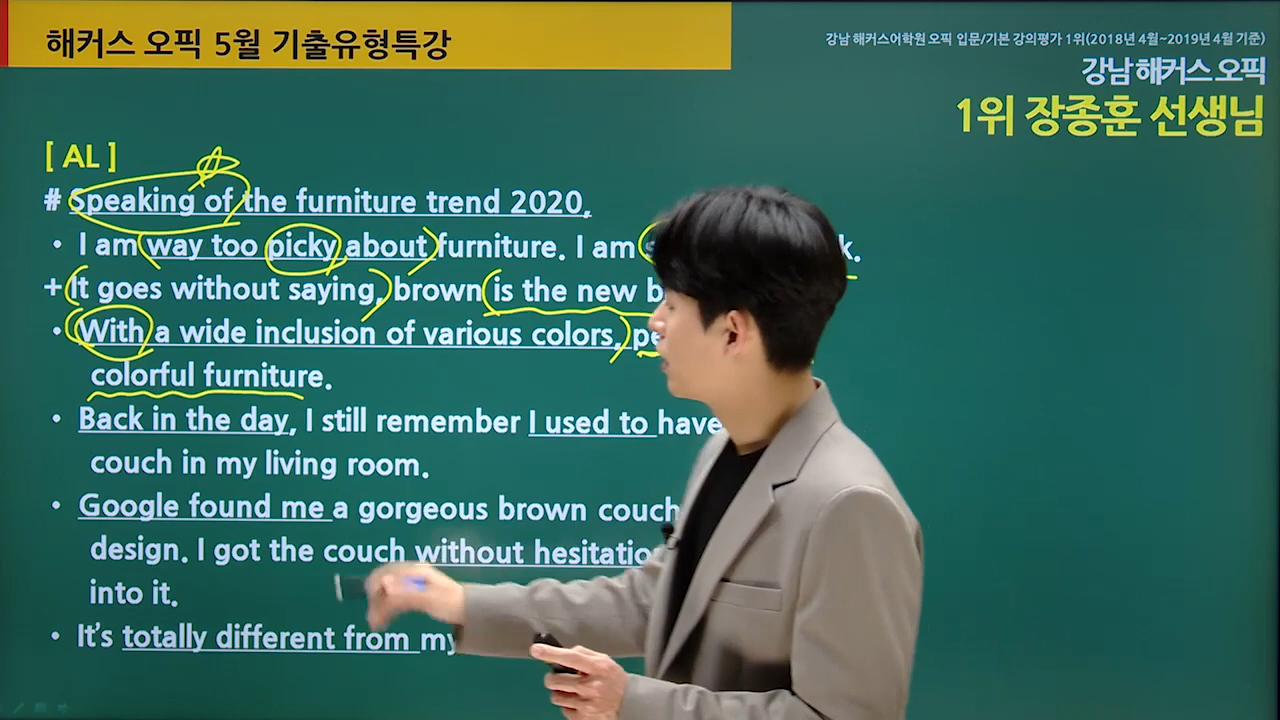 해커스 오픽 5월 기출유형특강
강남 해커스어학원 오픽 입문/기본 강의평가 1위(2018년 4월~2019년 4월 기준)
강남 해커스 오픽
1위 장종훈 선생님
[ AL ]
# Speaking of the furniture trend 2020,
• I am way too picky about furniture. I am
+ It goes without saying, brown is the new
• With a wide inclusion of various colors,
colorful furniture.
• Back in the day, I still remember I used to have
couch in my living room.
• Google found me a gorgeous brown couch
design. I got the couch without
into it.
• It's totally different from